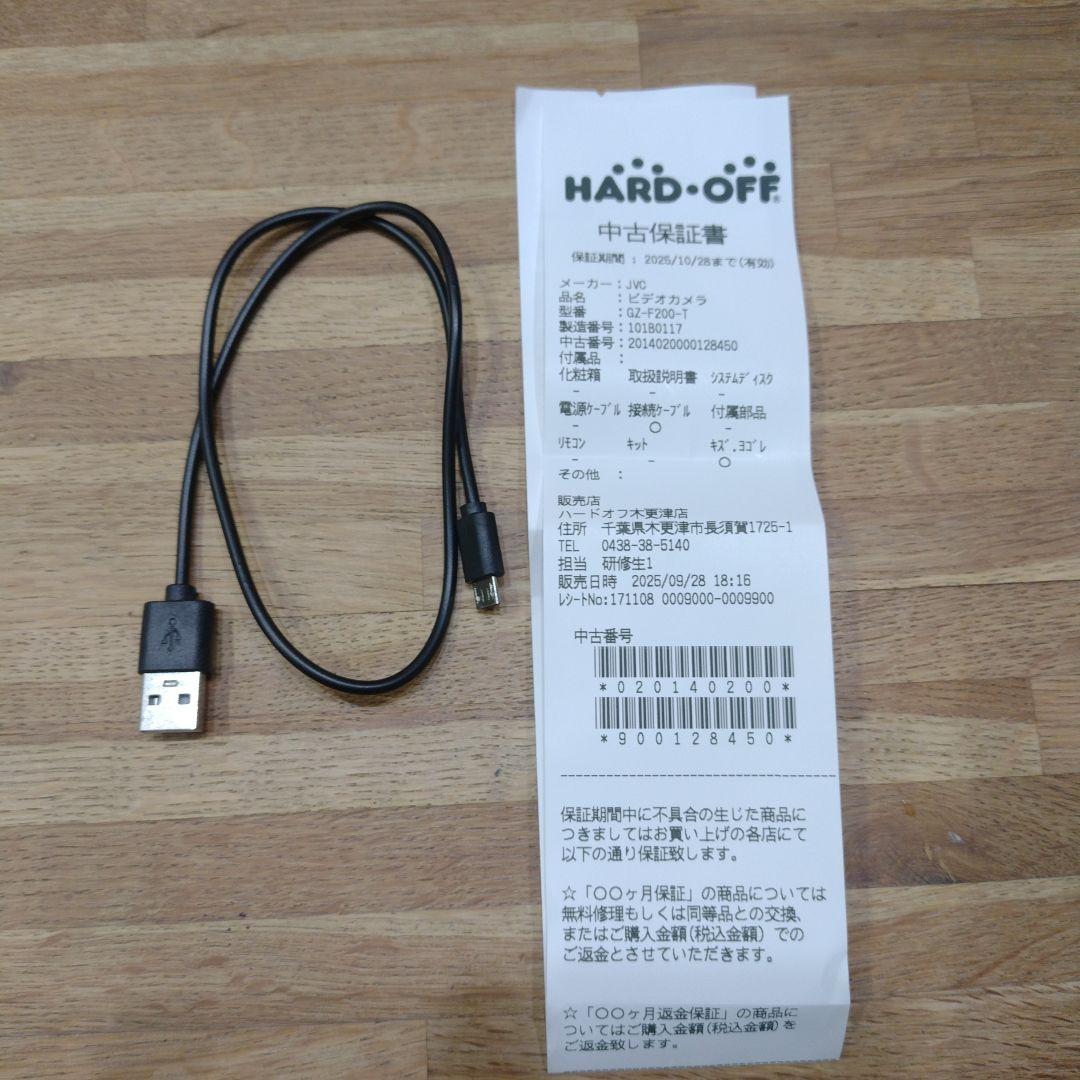 HARD・OFF®
中古保証書
保証期間 : 2025/10/28まで(有効)
メーカー:JVC
品名 :ビデオカメラ
型番 :GZ-F200-T
製造番号:101B0117
中古番号:2014020000128450
付属品 :
化粧箱 取扱説明書 システムディスク
- - -
電源ケーブル 接続ケーブル 付属部品
- ○ -
リモコン キット キズ.ヨゴレ
- - ○
その他 :
販売店
ハードオフ木更津店
住所 千葉県木更津市長須賀1725-1
TEL 0438-38-5140
担当 研修生1
販売日時 2025/09/28 18:16
レシートNo:171108 0009000-0009900
中古番号
*020140200*
*900128450*
保証期間中に不具合の生じた商品に
つきましてはお買い上げの各店にて
以下の通り保証致します。
☆「○○ヶ月保証」の商品については
無料修理もしくは同等品との交換、
またはご購入金額(税込金額)での
ご返金とさせていただきます。
☆「○○ヶ月返金保証」の商品に
ついてはご購入金額(税込金額)を
ご返金致します。